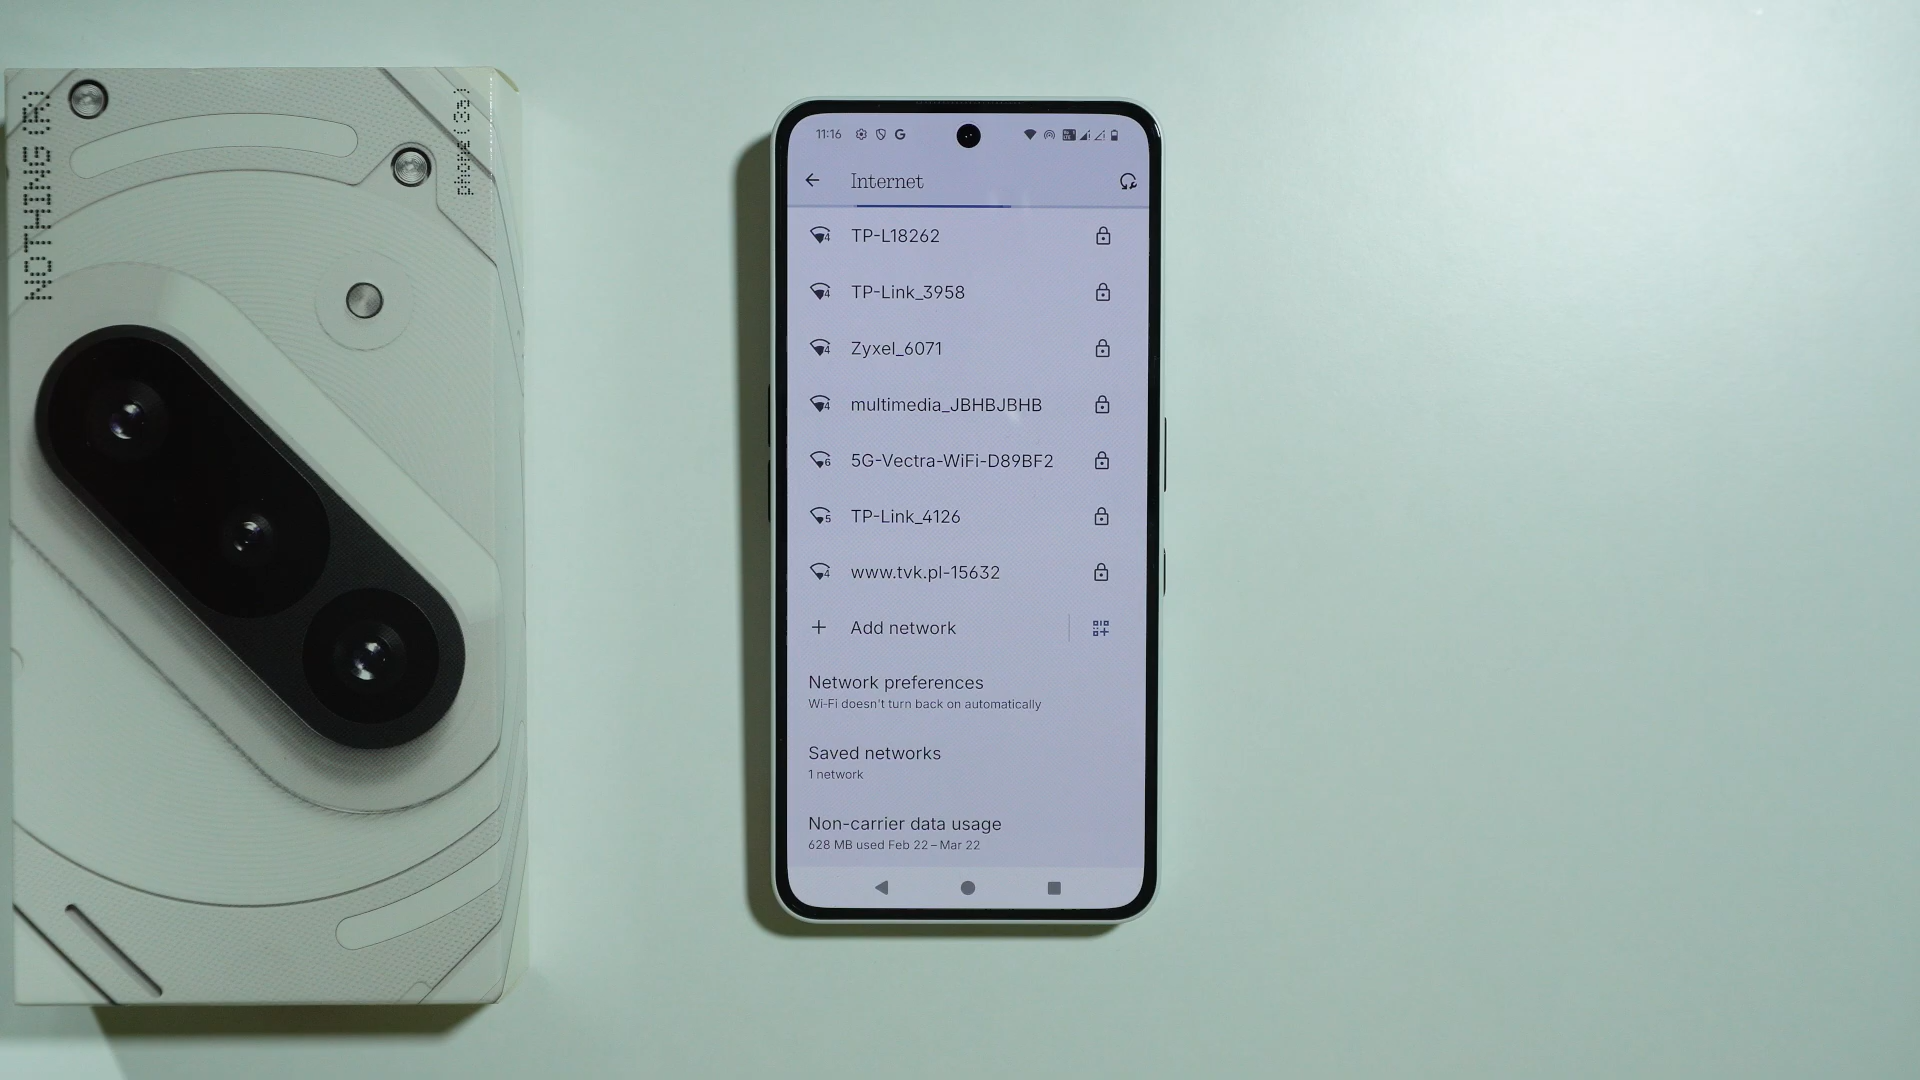 NOTHING (R)
phone (3a)
11:16
Internet
TP-L18262
TP-Link_3958
Zyxel_6071
multimedia_JBHBJBHB
5G-Vectra-WiFi-D89BF2
TP-Link_4126
www.tvk.pl-15632
Add network
Network preferences
Wi-Fi doesn't turn back on automatically
Saved networks
1 network
Non-carrier data usage
628 MB used Feb 22 – Mar 22